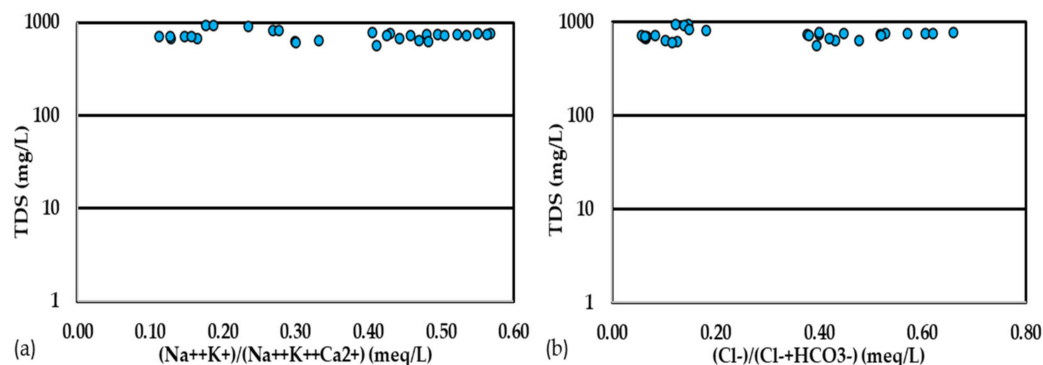 1000
100
10
1
TDS (mg/L)
0.00 0.10 0.20 0.30 0.40 0.50 0.60
(a)
(Na++K+)/(Na++K++Ca2+) (meq/L)
1000
100
10
1
TDS (mg/L)
0.00 0.20 0.40 0.60 0.80
(b)
(Cl-)/(Cl-+HCO3-) (meq/L)